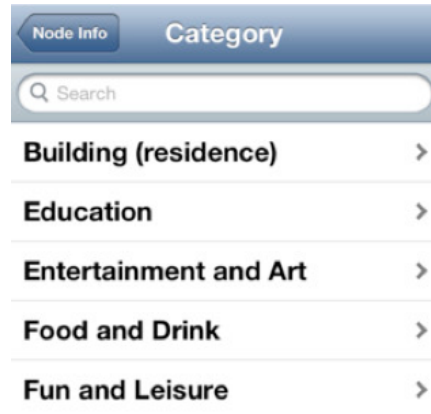 Node Info Category
Search
Building (residence)
Education
Entertainment and Art
Food and Drink
Fun and Leisure